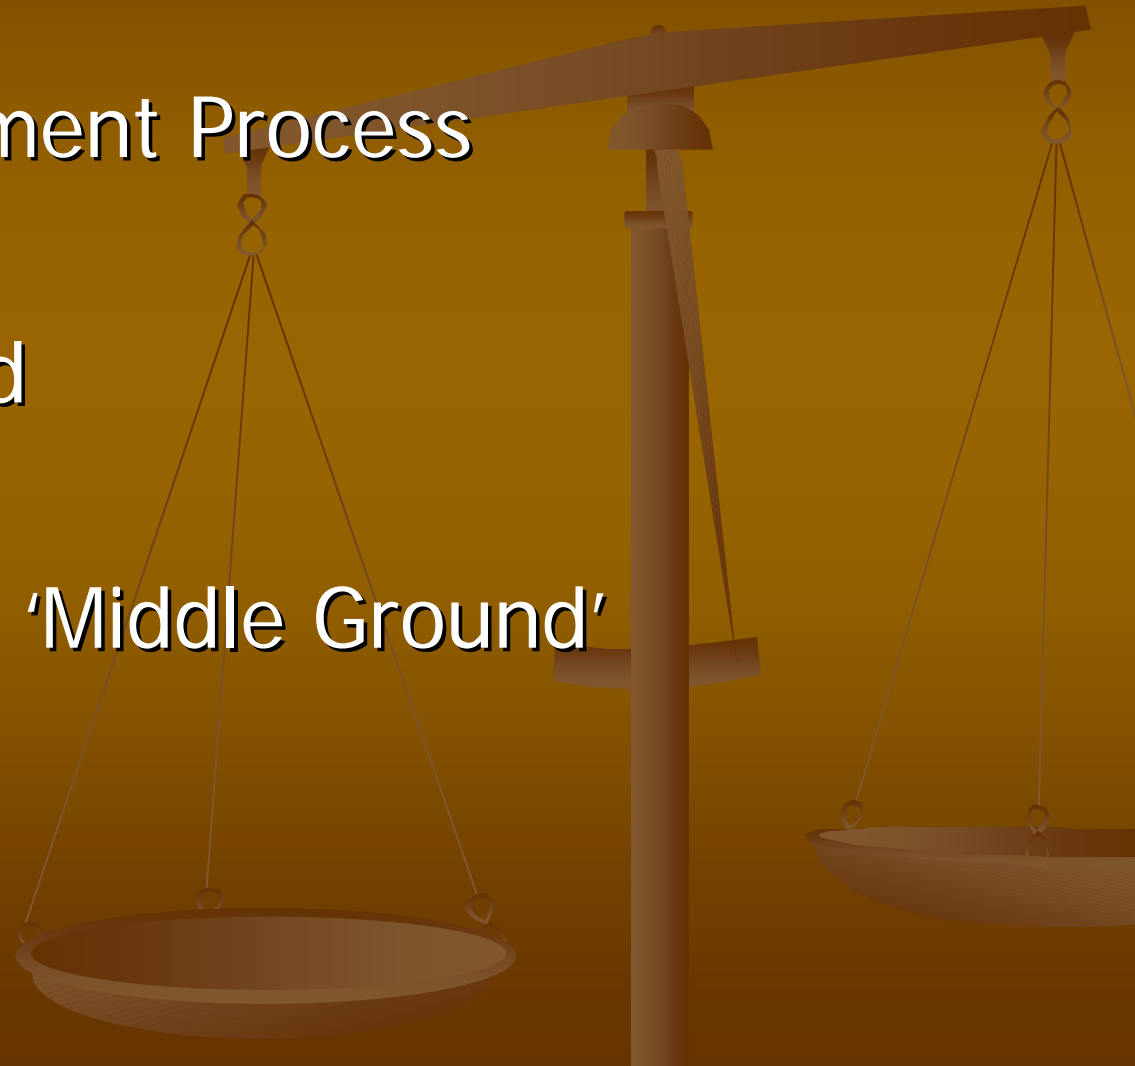 ment Process
d
‘Middle Ground’